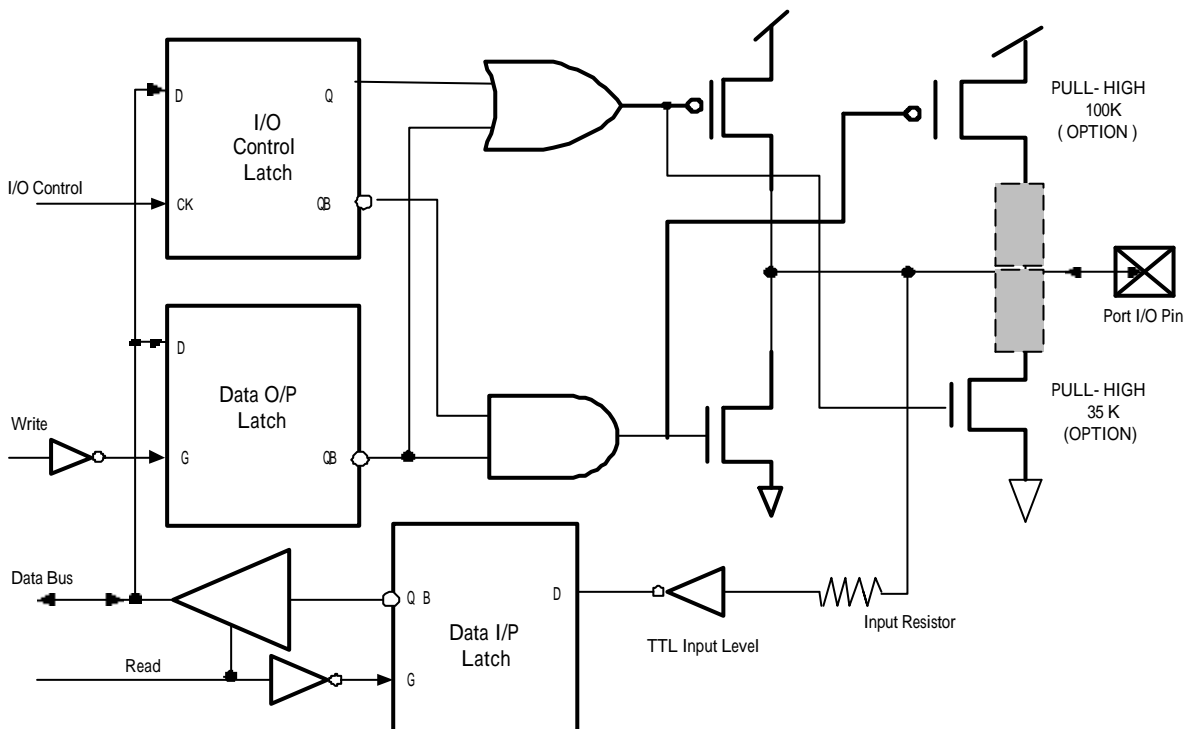 D
Q
I/O
Control
Latch
I/O Control
CK
QB
PULL- HIGH
100K
( OPTION )
Port I/O Pin
D
Data O/P
Latch
Write
G
QB
PULL- HIGH
35 K
(OPTION)
Data Bus
Q B
D
Data I/P
Latch
TTL Input Level
Input Resistor
Read
G